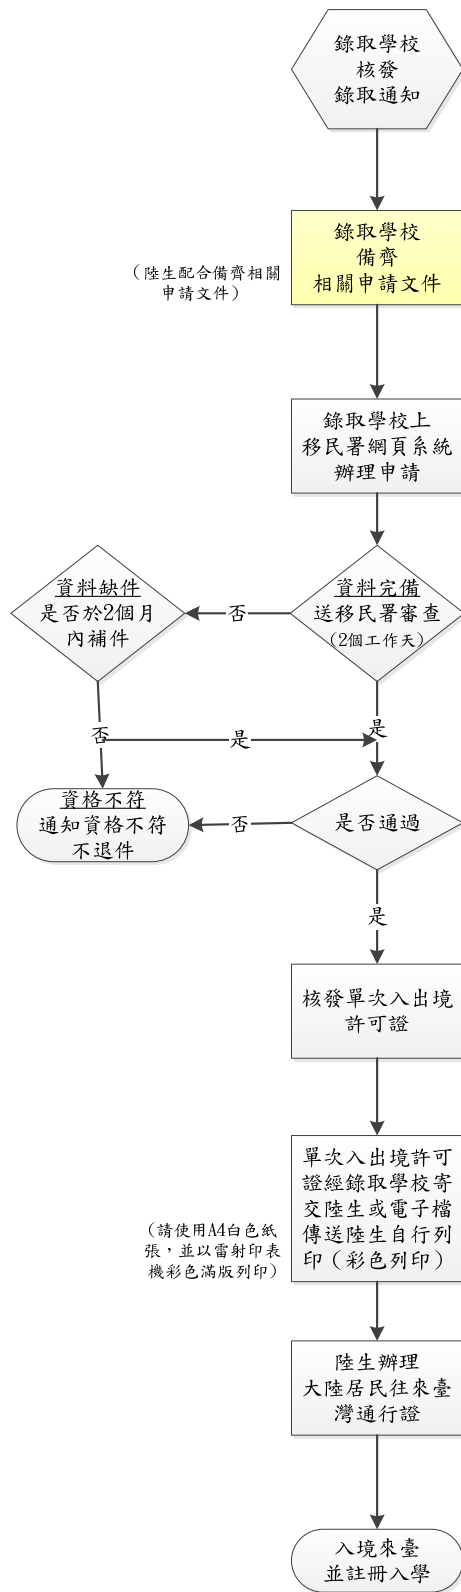 錄取學校
核發
錄取通知
錄取學校
備齊
相關申請文件
（陸生配合備齊相關
申請文件）
錄取學校上
移民署網頁系統
辦理申請
資料完備
送移民署審查
(2個工作天)
否
資料缺件
是否於2個月
內補件
是
否
是
是否通過
否
資格不符
通知資格不符
不退件
是
核發單次入出境
許可證
單次入出境許可
證經錄取學校寄
交陸生或電子檔
傳送陸生自行列
印（彩色列印）
（請使用A4白色紙
張，並以雷射印表
機彩色滿版列印）
陸生辦理
大陸居民往來臺
灣通行證
入境來臺
並註冊入學